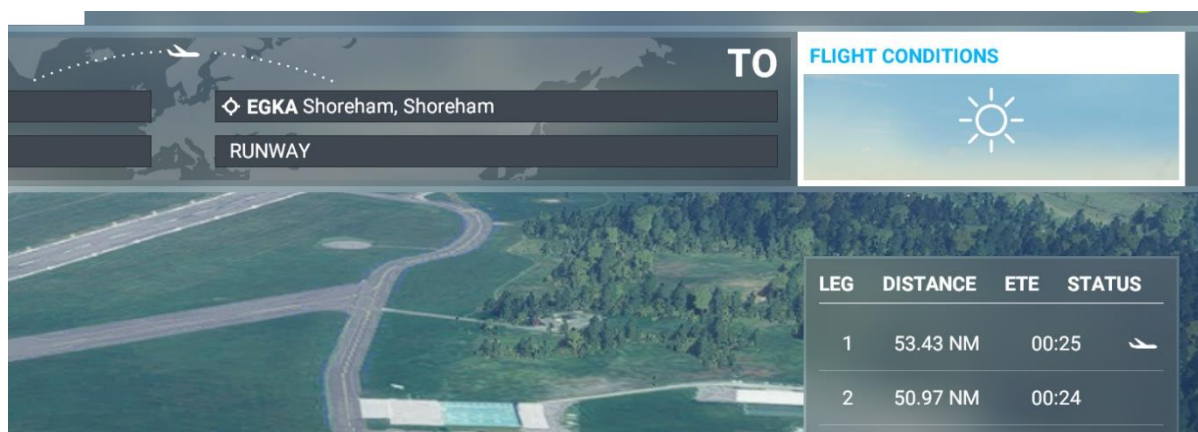 TO
FLIGHT CONDITIONS
EGKA Shoreham, Shoreham
RUNWAY
LEG DISTANCE ETE STATUS
1 53.43 NM 00:25
2 50.97 NM 00:24